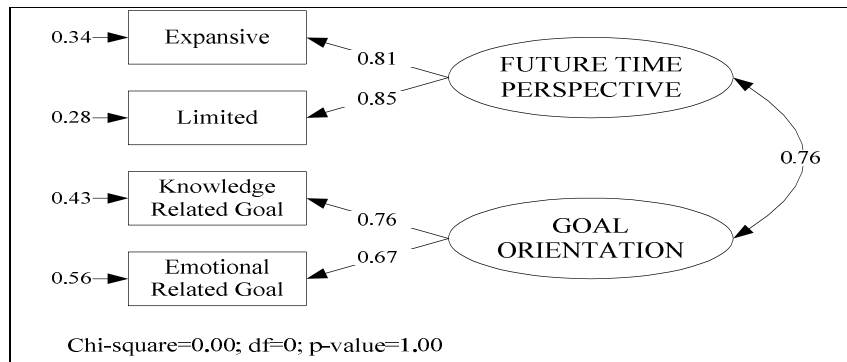 0.34
Expansive
0.81
FUTURE TIME
PERSPECTIVE
0.28
Limited
0.85
0.76
0.43
Knowledge
Related Goal
0.76
GOAL
ORIENTATION
0.67
0.56
Emotional
Related Goal
Chi-square=0.00; df=0; p-value=1.00